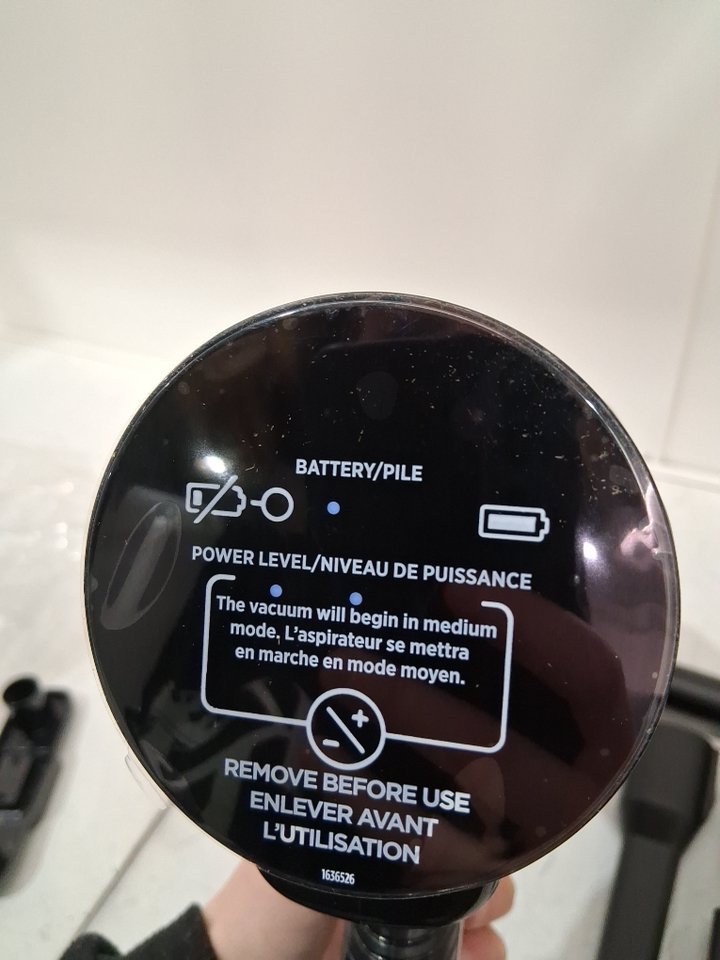 BATTERY/PILE
POWER LEVEL/NIVEAU DE PUISSANCE
The vacuum will begin in medium
mode. L'aspirateur se mettra
en marche en mode moyen.
REMOVE BEFORE USE
ENLEVER AVANT
L'UTILISATION
1636526